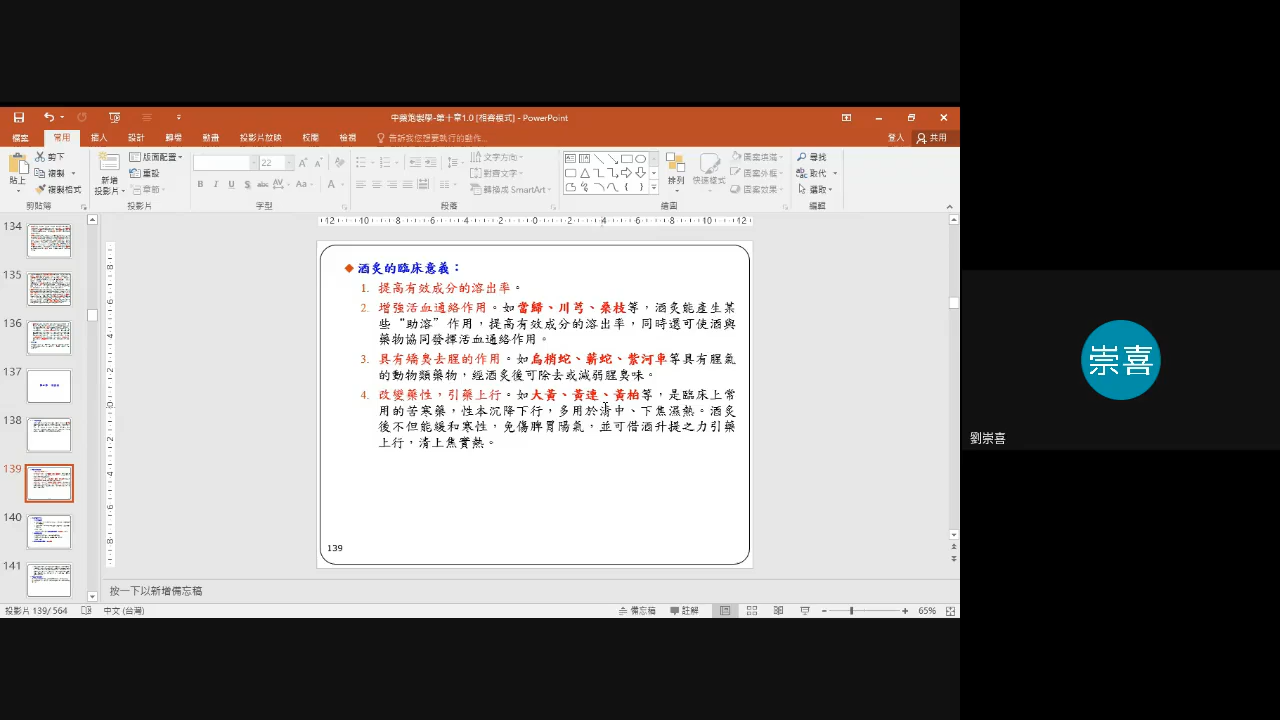 中藥炮製學-第十章1.0 [相容模式] - PowerPoint
檔案 常用 插入 設計 轉場 動畫 投影片放映 校閱 檢視 告訴我您想要執行的動作... 登入 共用
剪下 版面配置 22 文字方向 圖案填滿 尋找
貼上 複製 新增投影片 重設 對齊文字 排列 快速樣式 圖案外框 取代
複製格式 章節 轉換成 SmartArt 圖案效果 選取
剪貼簿 投影片 字型 段落 繪圖 編輯
12 10 8 6 4 2 0 2 4 6 8 10 12
134
135
136
137
138
139
140
141
酒炙的臨床意義：
1. 提高有效成分的溶出率。
2. 增強活血通絡作用。如當歸、川芎、桑枝等，酒炙能產生某
些“助溶”作用，提高有效成分的溶出率，同時還可使酒與
藥物協同發揮活血通絡作用。
3. 具有矯臭去腥的作用。如烏梢蛇、蘄蛇、紫河車等具有腥氣
的動物類藥材，經酒炙後可除去或減弱腥臭味。
4. 改變藥性，引藥上行。如大黃、黃連、黃柏等，是臨床上常
用的苦寒藥，性本沉降下行，多用於清中、下焦濕熱。酒炙
後不但能緩和寒性，免傷脾胃陽氣，並可借酒升提之力引藥
上行，清上焦實熱。
139
按一下以新增備忘稿
投影片 139/ 564 中文 (台灣) 備忘稿 註解 65%
崇喜
劉崇喜